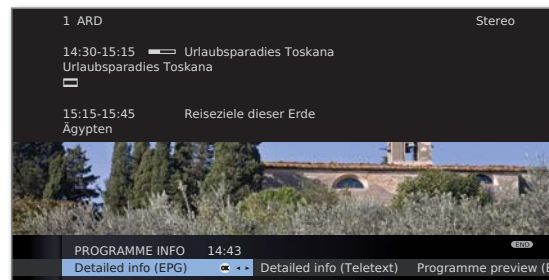 1 ARD Stereo
14:30-15:15 Urlaubsparadies Toskana
Urlaubsparadies Toskana
15:15-15:45 Reiseziele dieser Erde
Ägypten
END
PROGRAMME INFO 14:43
Detailed info (EPG) OK Detailed info (Teletext) Programme preview (E